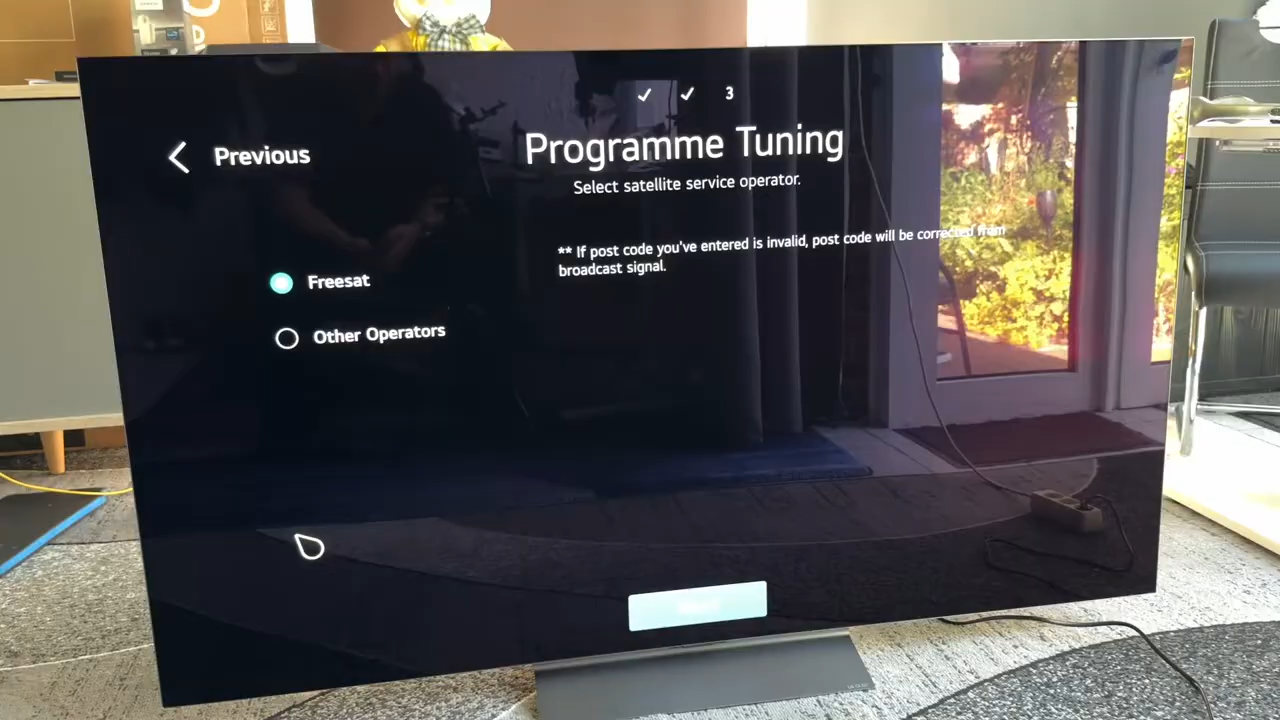 3
Previous
Programme Tuning
Select satellite service operator.
** If post code you've entered is invalid, post code will be corrected from
broadcast signal.
Freesat
Other Operators